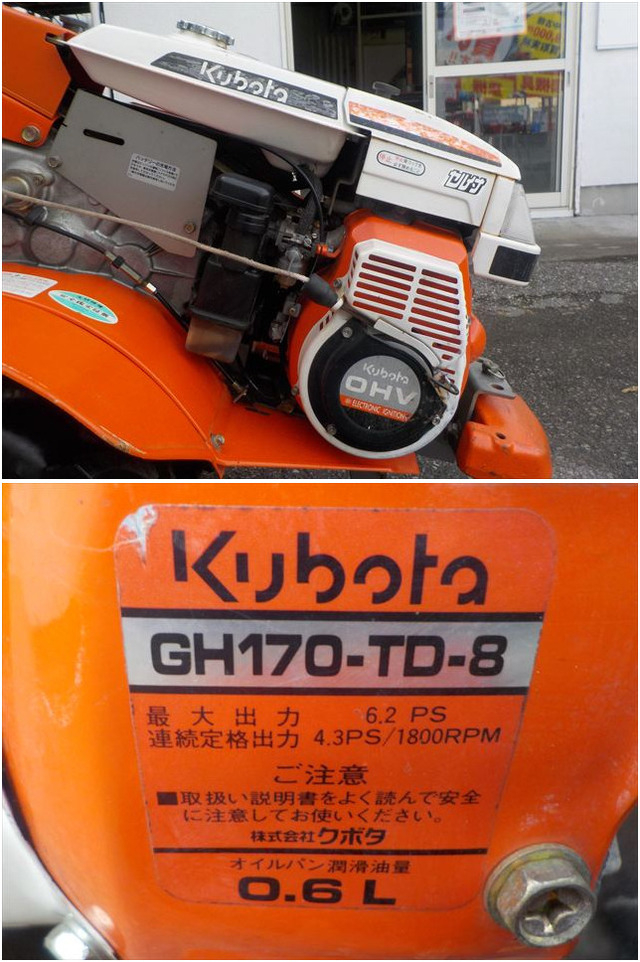 Kubota
セルスタ
Kubota
OHV
ELECTRONIC IGNITION
Kubota
GH170-TD-8
最大出力 6.2 PS
連続定格出力 4.3PS/1800RPM
ご注意
■取扱い説明書をよく読んで安全
に注意してお使いください。
株式会社クボタ
オイルパン潤滑油量
0.6L